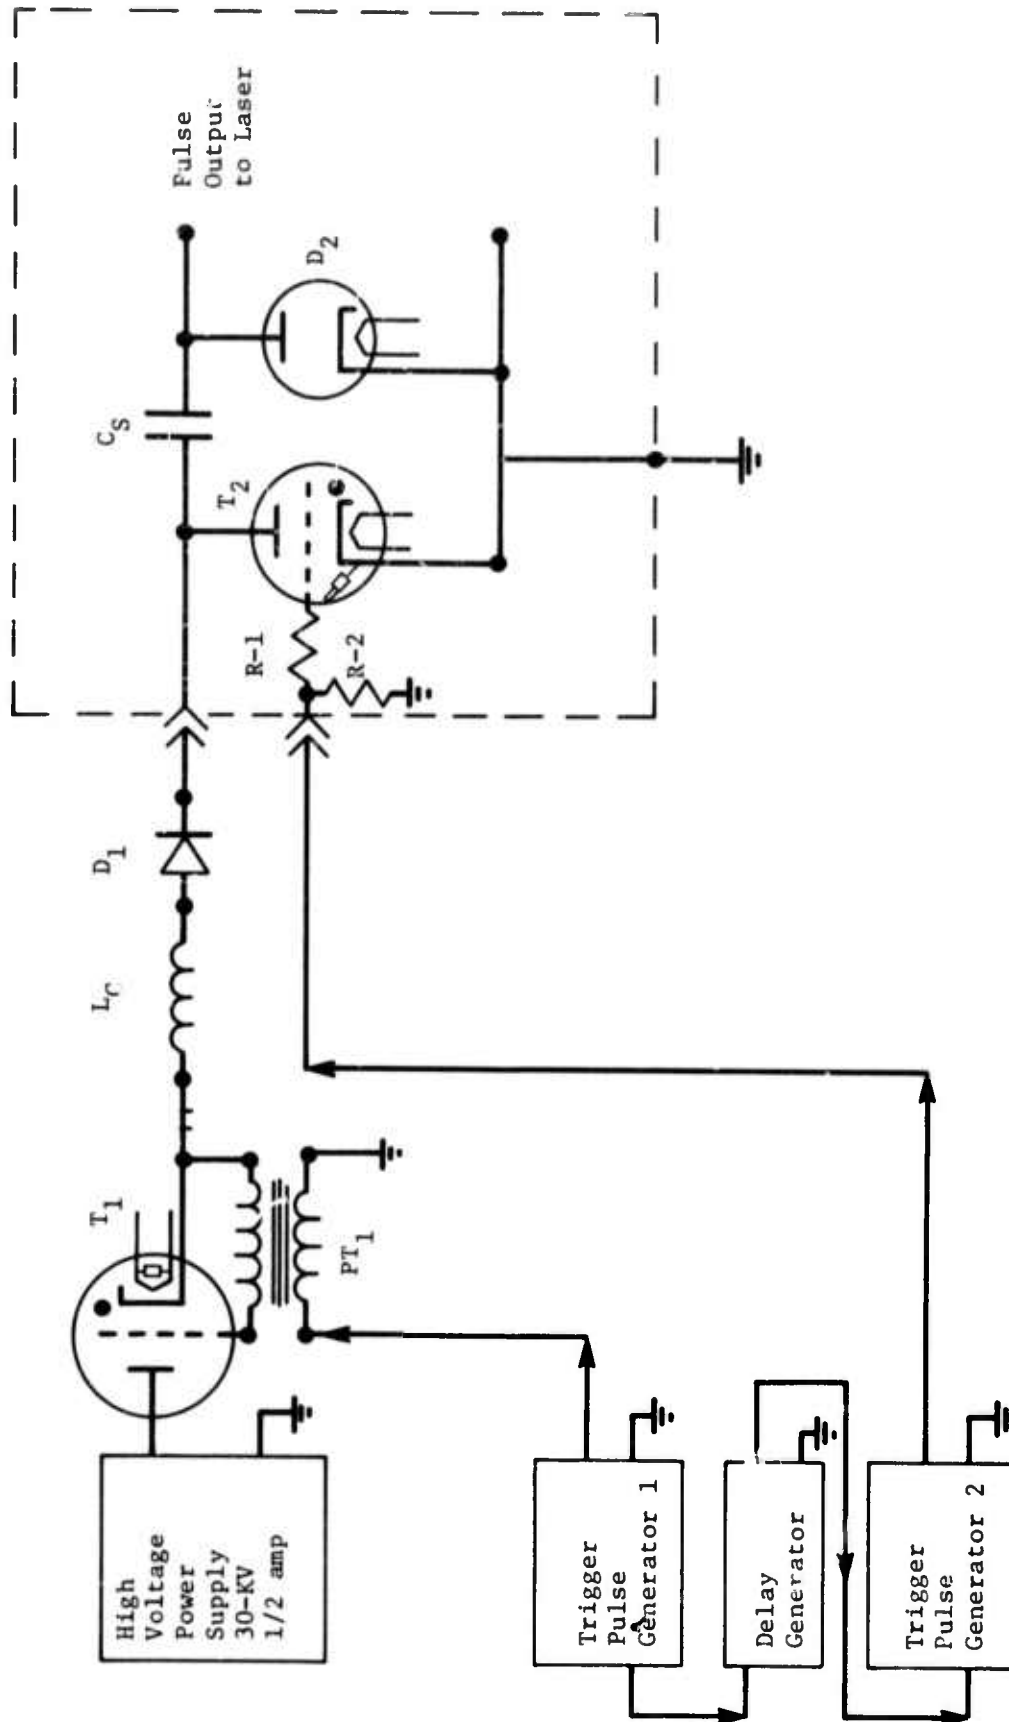 High
Voltage
Power
Supply
30-KV
1/2 amp
T1
LC
D1
CS
Pulse
Output
to Laser
T2
D2
R-1
R-2
PT1
Trigger
Pulse
Generator 1
Delay
Generator
Trigger
Pulse
Generator 2